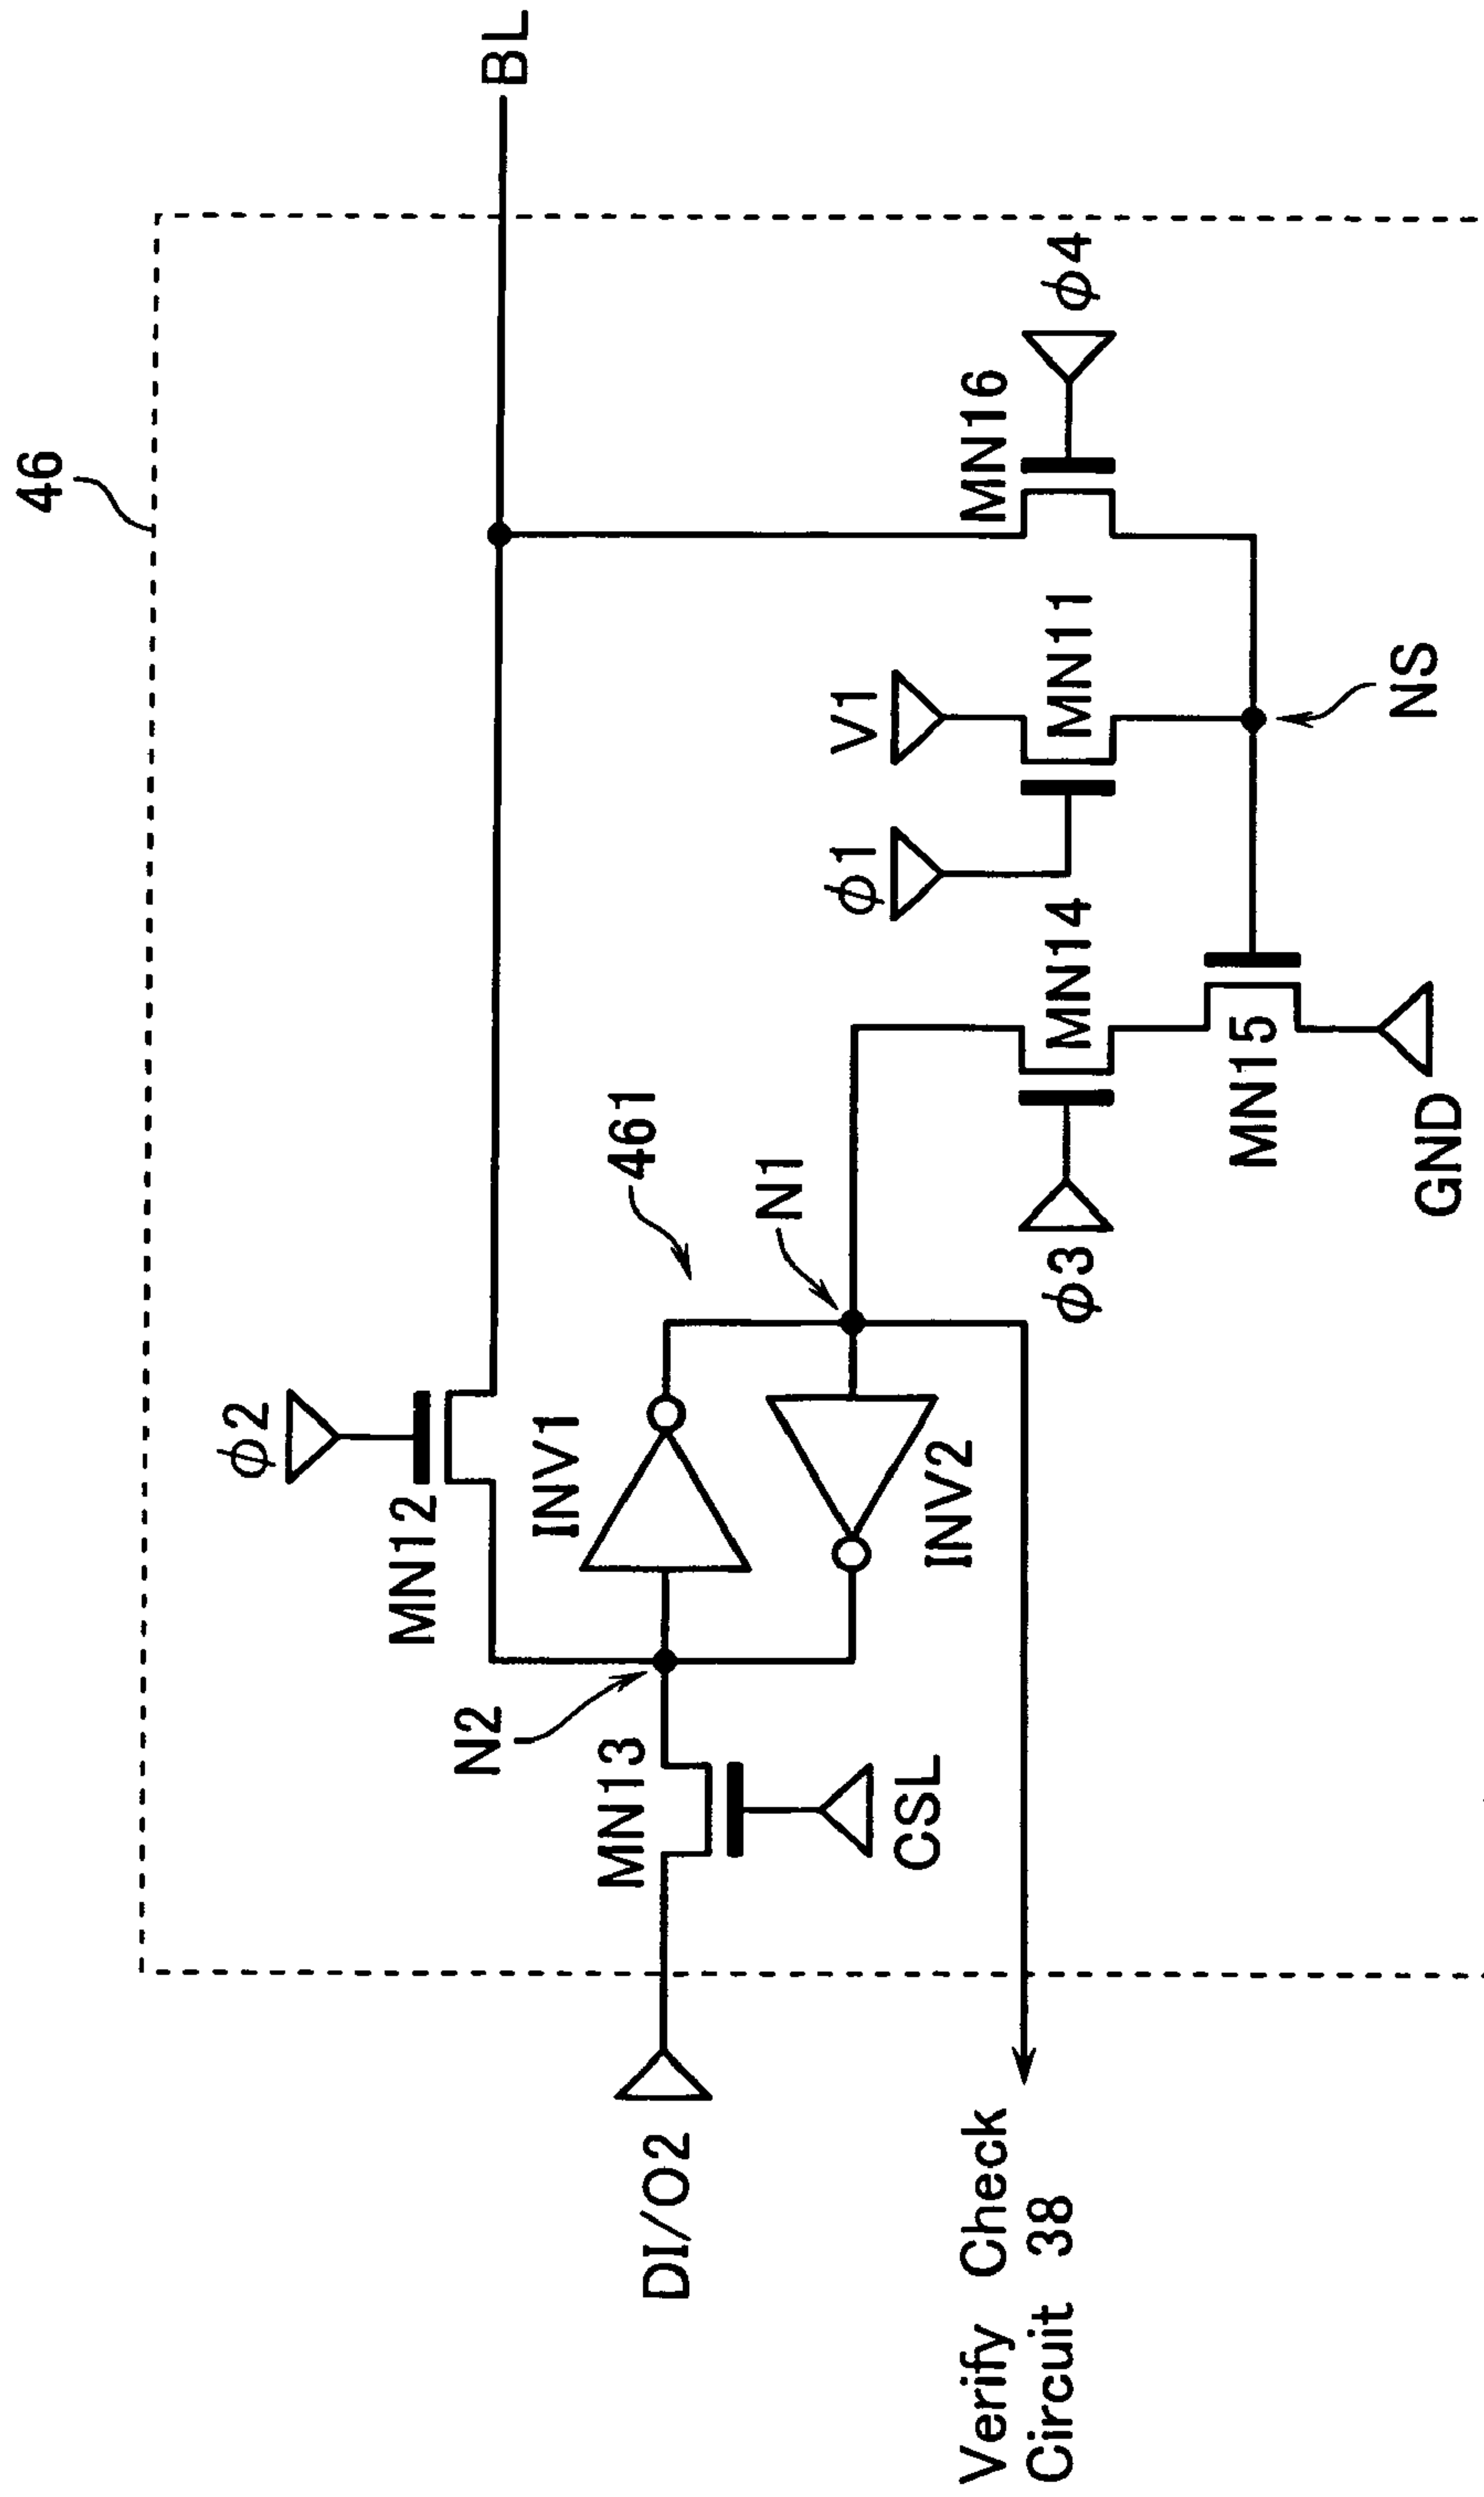 46
BL
φ2
MN12
INV1
461
N1
N2
MN13
INV2
CSL
DI/O2
φ3
MN14
φ1
V1
MN11
MN16
φ4
MN15
NS
GND
Verify Check
Circuit 38